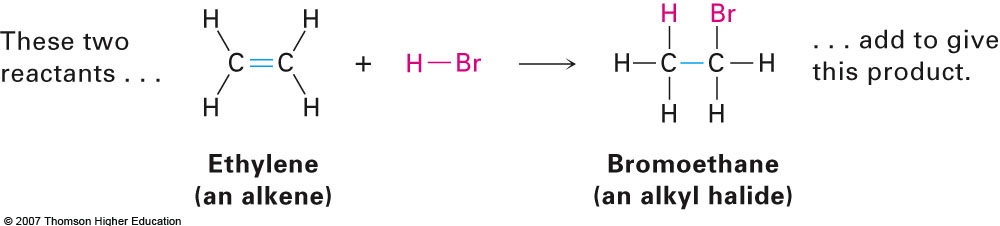 These two
reactants . . .
H H
C=C
H H
+
H—Br
H Br
H—C—C—H
H H
. . . add to give
this product.
Ethylene
(an alkene)
Bromoethane
(an alkyl halide)
© 2007 Thomson Higher Education